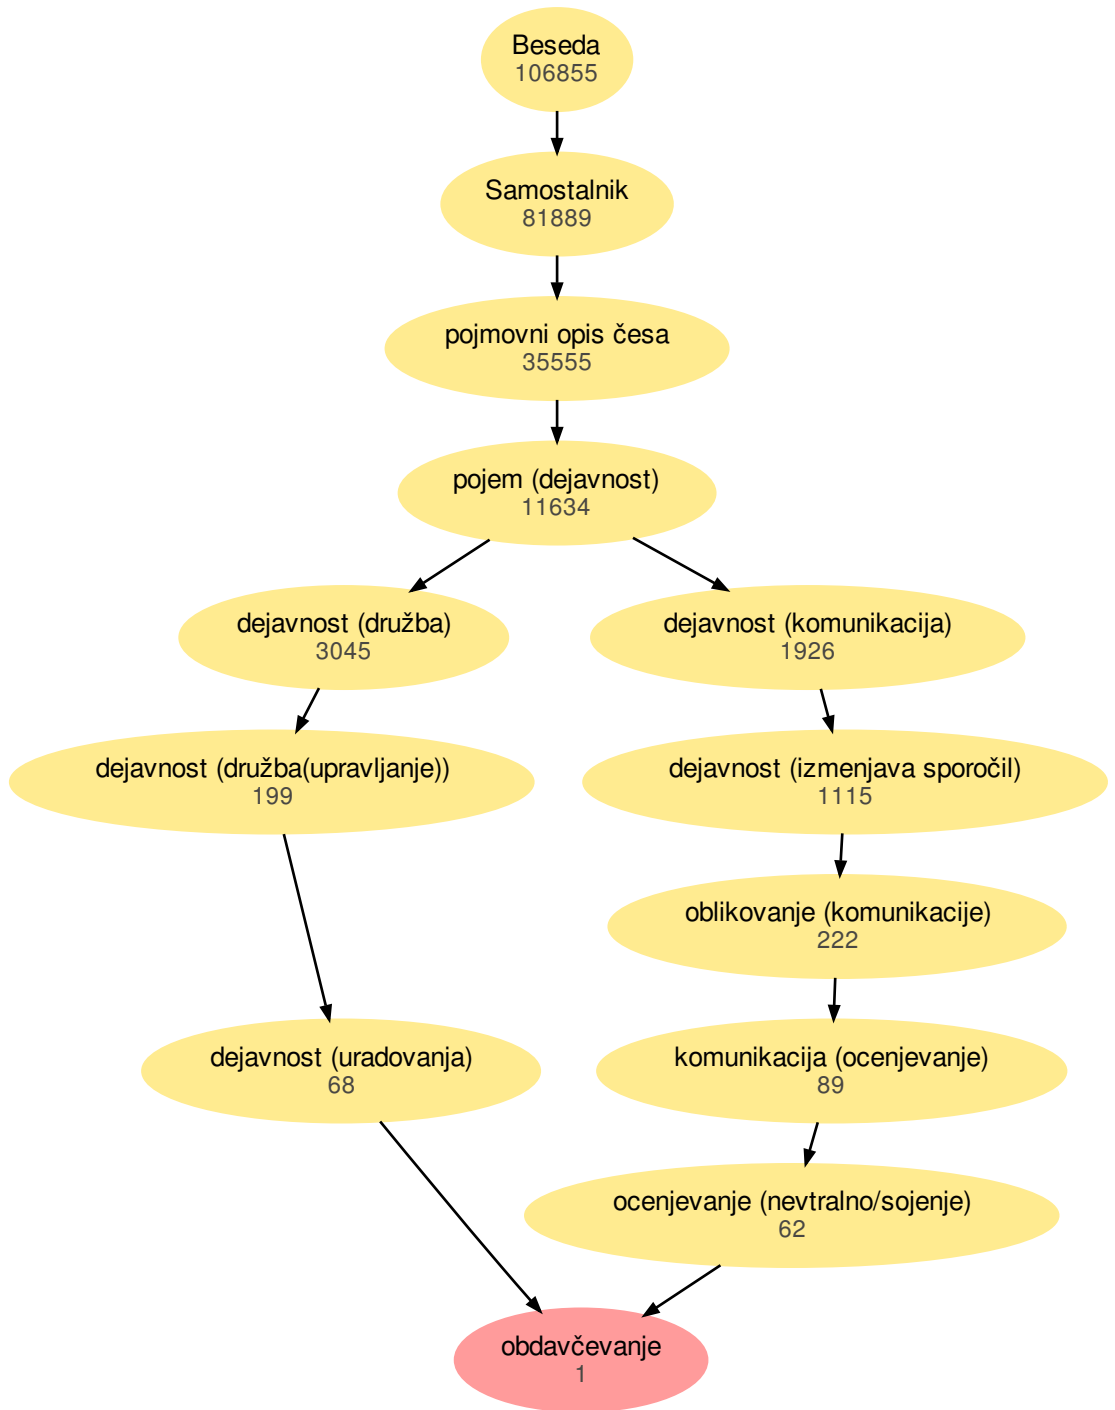 Beseda
106855
Samostalnik
81889
pojmovni opis česa
35555
pojem (dejavnost)
11634
dejavnost (družba)
3045
dejavnost (komunikacija)
1926
dejavnost (družba(upravljanje))
199
dejavnost (izmenjava sporočil)
1115
oblikovanje (komunikacije)
222
dejavnost (uradovanja)
68
komunikacija (ocenjevanje)
89
ocenjevanje (nevtralno/sojenje)
62
obdavčevanje
1